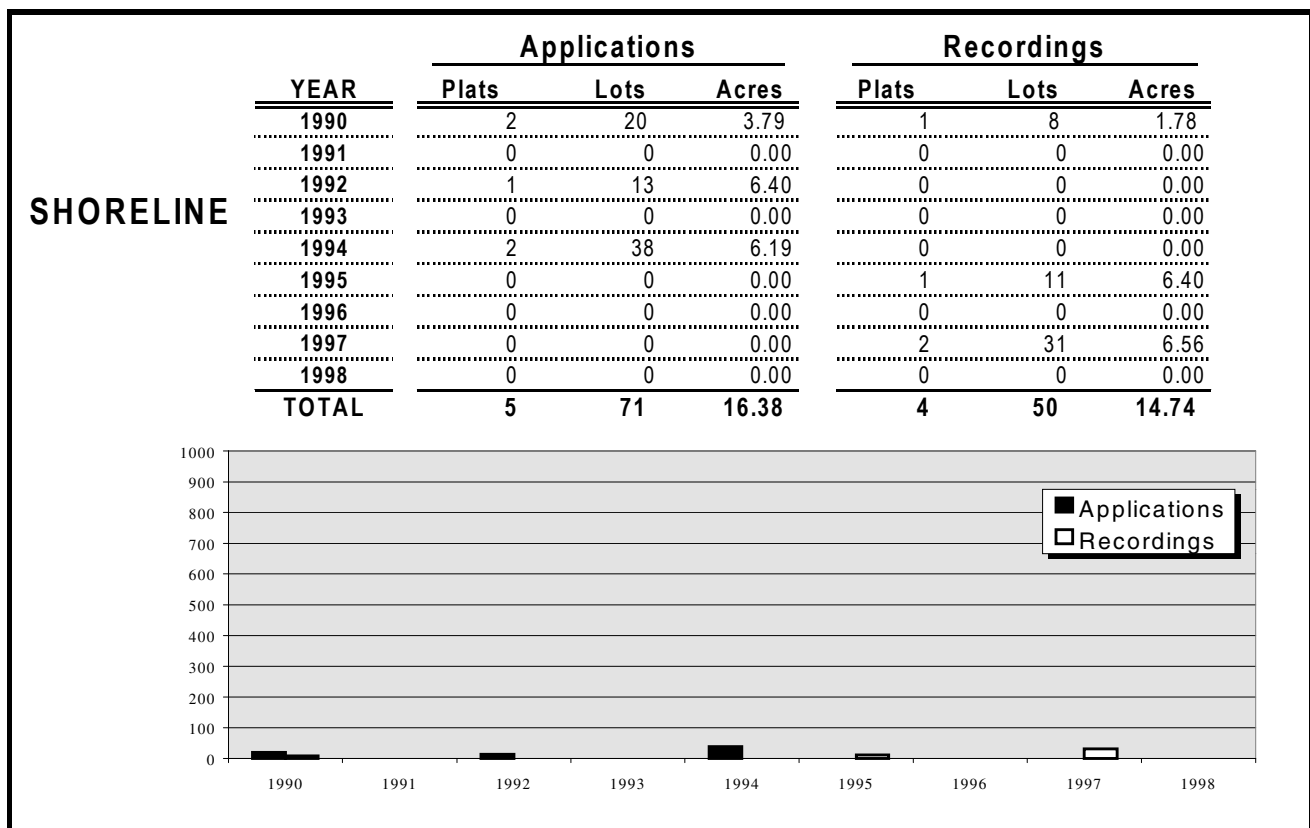 Applications Recordings
YEAR Plats Lots Acres Plats Lots Acres
1990 2 20 3.79 1 8 1.78
1991 0 0 0.00 0 0 0.00
1992 1 13 6.40 0 0 0.00
SHORELINE
1993 0 0 0.00 0 0 0.00
1994 2 38 6.19 0 0 0.00
1995 0 0 0.00 1 11 6.40
1996 0 0 0.00 0 0 0.00
1997 0 0 0.00 2 31 6.56
1998 0 0 0.00 0 0 0.00
TOTAL 5 71 16.38 4 50 14.74
1000
900
800
700
600
500
400
300
200
100
0
Applications
Recordings
1990 1991 1992 1993 1994 1995 1996 1997 1998